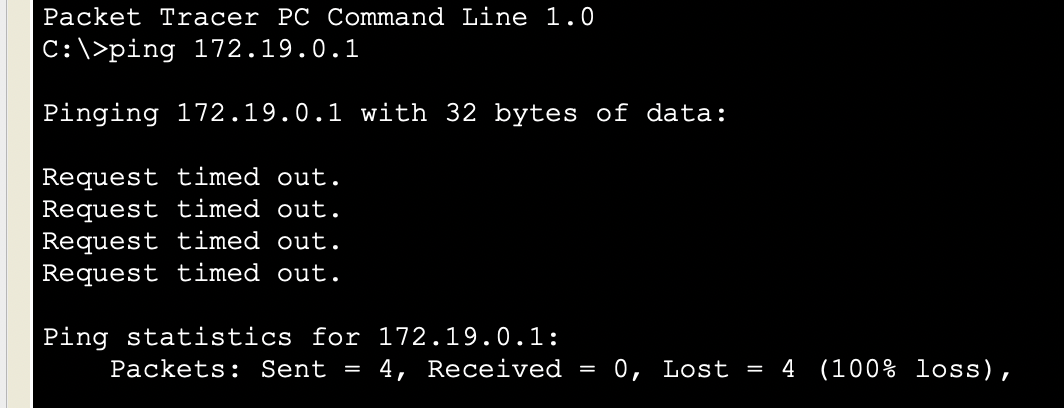 Packet Tracer PC Command Line 1.0
C:\>ping 172.19.0.1
Pinging 172.19.0.1 with 32 bytes of data:
Request timed out.
Request timed out.
Request timed out.
Request timed out.
Ping statistics for 172.19.0.1:
Packets: Sent = 4, Received = 0, Lost = 4 (100% loss),